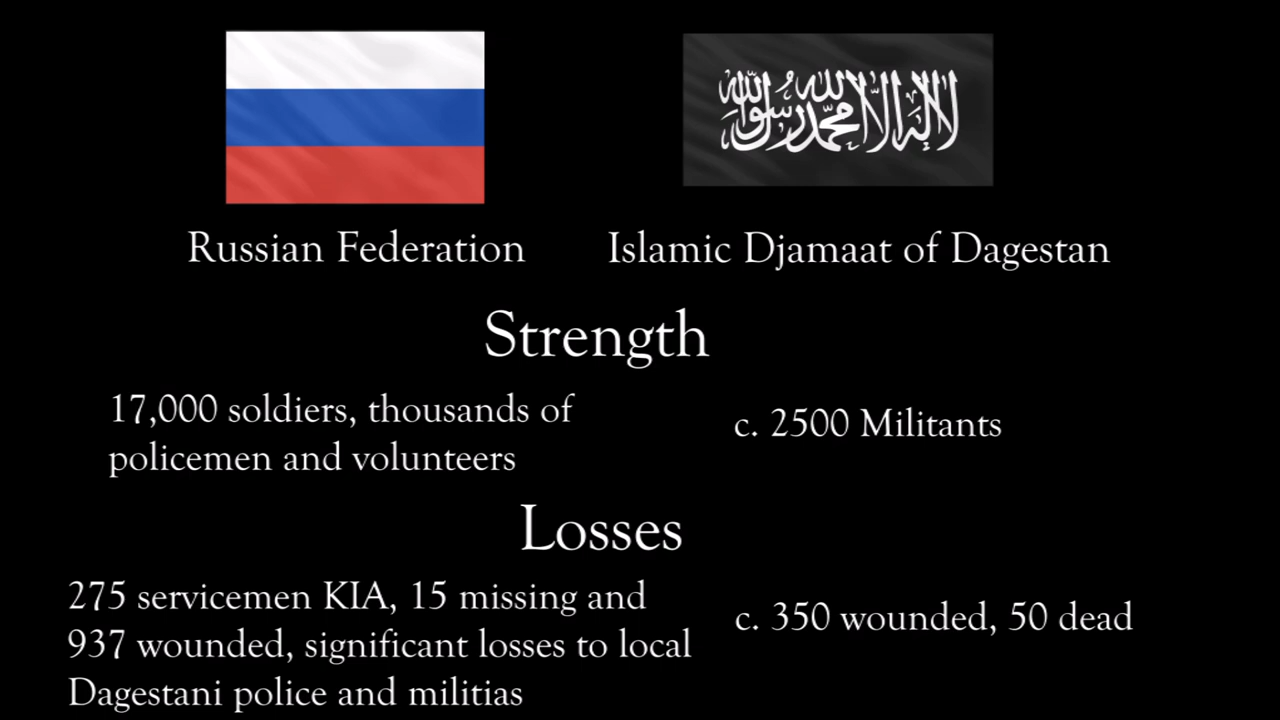 لا إله إلا الله محمد رسول الله
Russian Federation
Islamic Djamaat of Dagestan
Strength
17,000 soldiers, thousands of
policemen and volunteers
c. 2500 Militants
Losses
275 servicemen KIA, 15 missing and
937 wounded, significant losses to local
Dagestani police and militias
c. 350 wounded, 50 dead